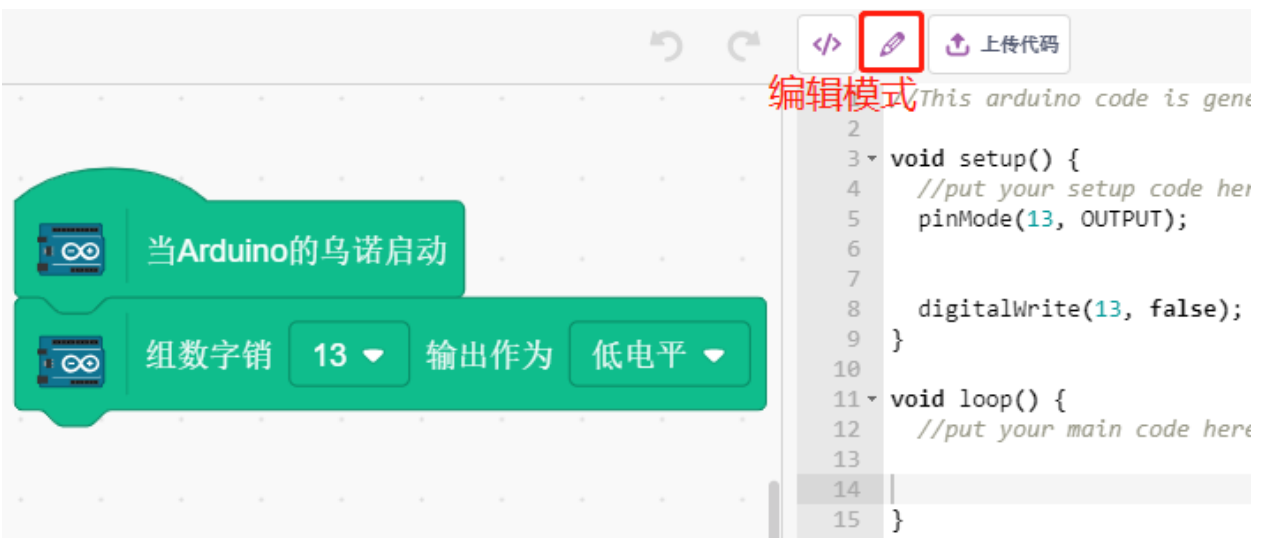 </> 上传代码
编辑模式
1 //This arduino code is gene
2
3 void setup() {
4 //put your setup code her
5 pinMode(13, OUTPUT);
6
7
8 digitalWrite(13, false);
9 }
10
11 void loop() {
12 //put your main code here
13
14
15 }
当Arduino的乌诺启动
组数字销 13 输出作为 低电平